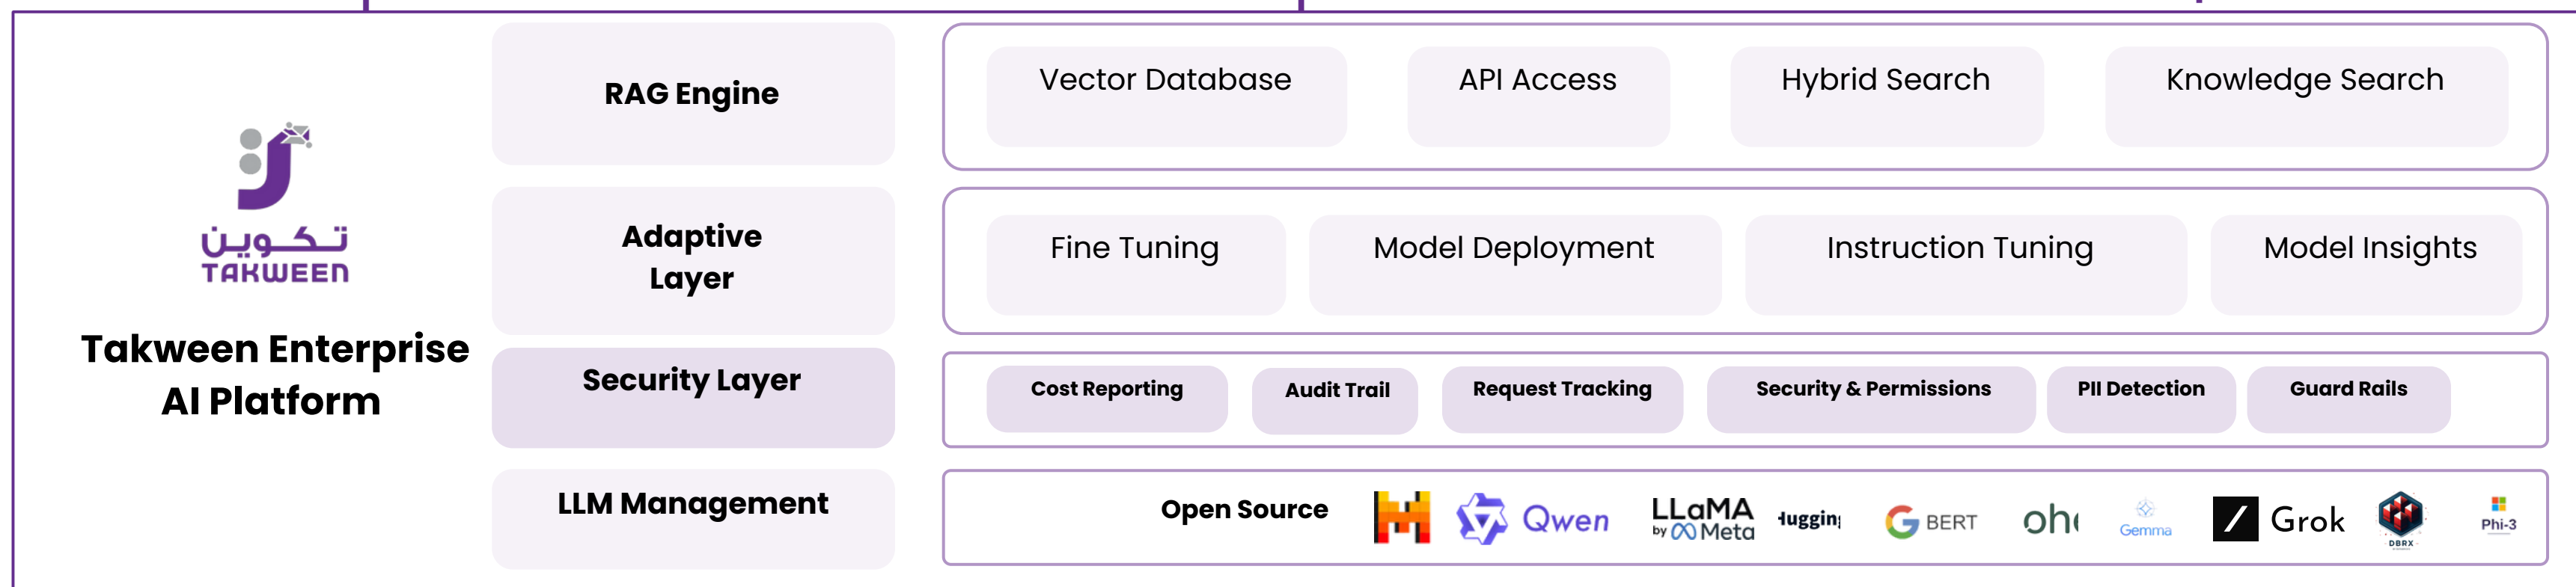 RAG Engine
Vector Database
API Access
Hybrid Search
Knowledge Search
تكوين
TAKWEEN
Takween Enterprise
AI Platform
Adaptive
Layer
Fine Tuning
Model Deployment
Instruction Tuning
Model Insights
Security Layer
Cost Reporting
Audit Trail
Request Tracking
Security & Permissions
PII Detection
Guard Rails
LLM Management
Open Source
Qwen
LLaMA
by Meta
Huggin
G BERT
ohe
Gemma
Grok
DBRX
Phi-3